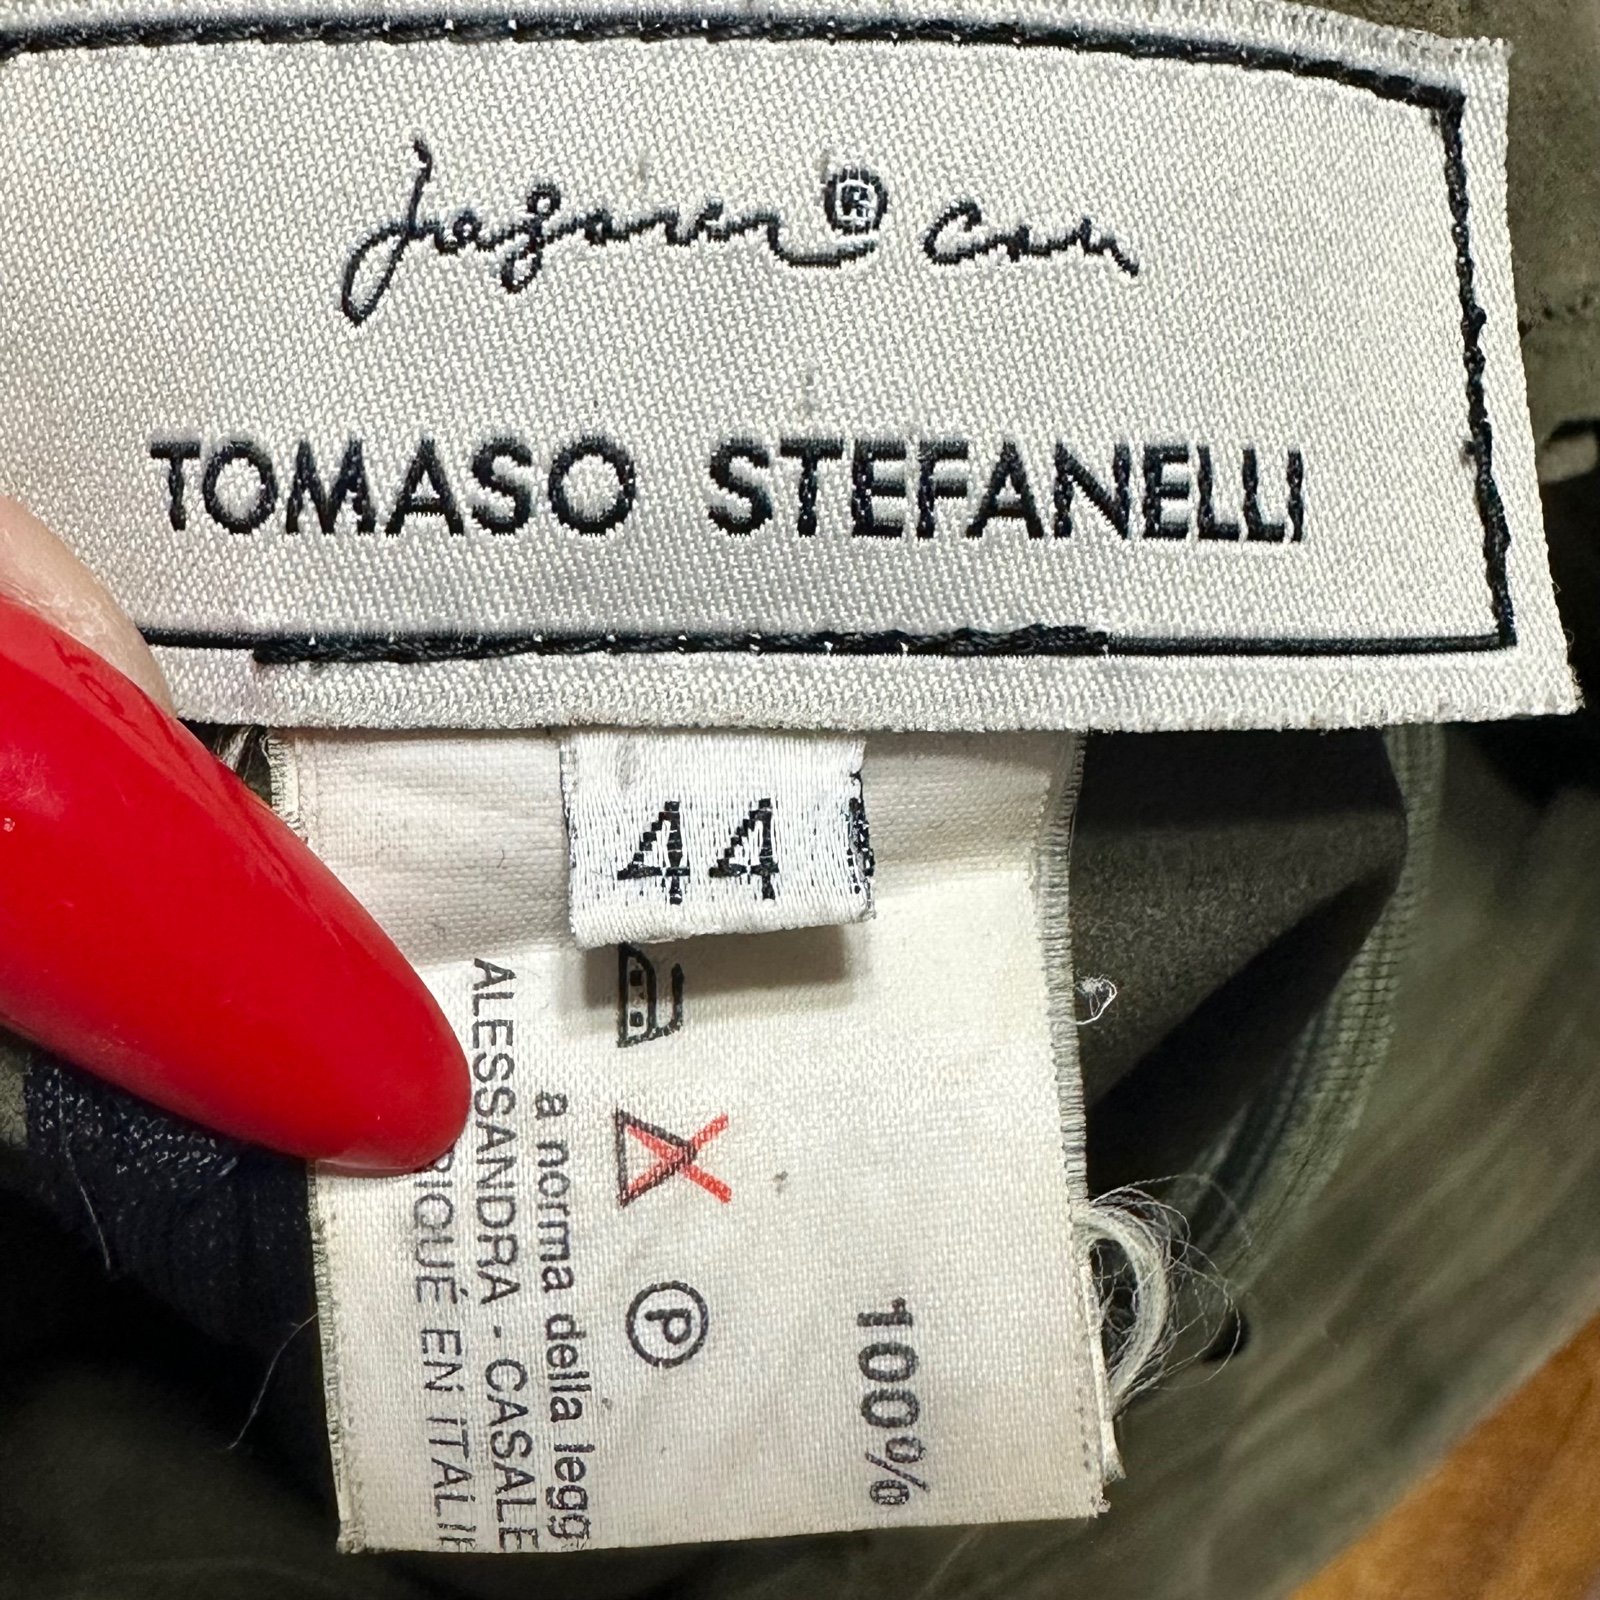 ®
TOMASO STEFANELLI
44
100%
P
a norma della legg
ALESSANDRA - CASALE
RIQUÉ EN ITALI